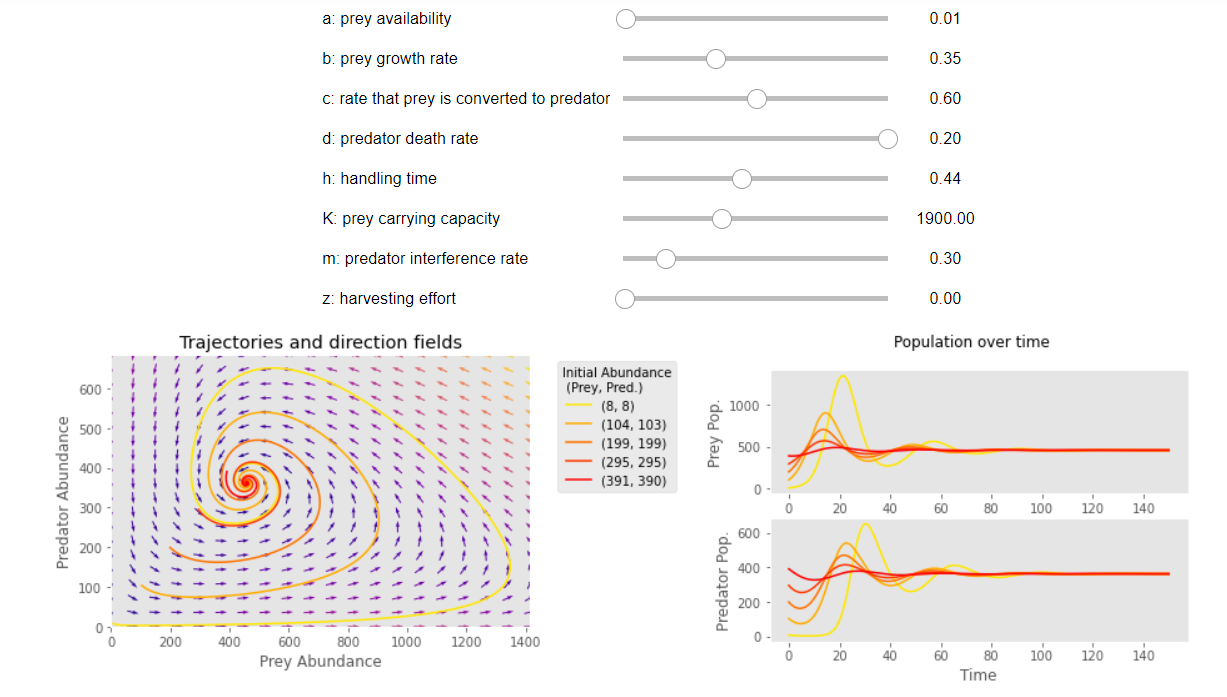 a: prey availability 0.01
b: prey growth rate 0.35
c: rate that prey is converted to predator 0.60
d: predator death rate 0.20
h: handling time 0.44
K: prey carrying capacity 1900.00
m: predator interference rate 0.30
z: harvesting effort 0.00
Trajectories and direction fields
Predator Abundance
600
500
400
300
200
100
0
0 200 400 600 800 1000 1200 1400
Prey Abundance
Initial Abundance
(Prey, Pred.)
(8, 8)
(104, 103)
(199, 199)
(295, 295)
(391, 390)
Population over time
Prey Pop.
1000
500
0
0 20 40 60 80 100 120 140
Predator Pop.
600
400
200
0
0 20 40 60 80 100 120 140
Time